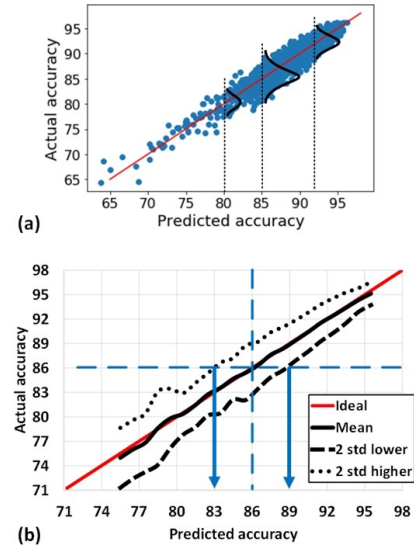 95
90
85
80
75
70
65
Actual accuracy
65 70 75 80 85 90 95
Predicted accuracy
(a)
98
95
92
89
86
83
80
77
74
71
Actual accuracy
Ideal
Mean
2 std lower
2 std higher
71 74 77 80 83 86 89 92 95 98
Predicted accuracy
(b)